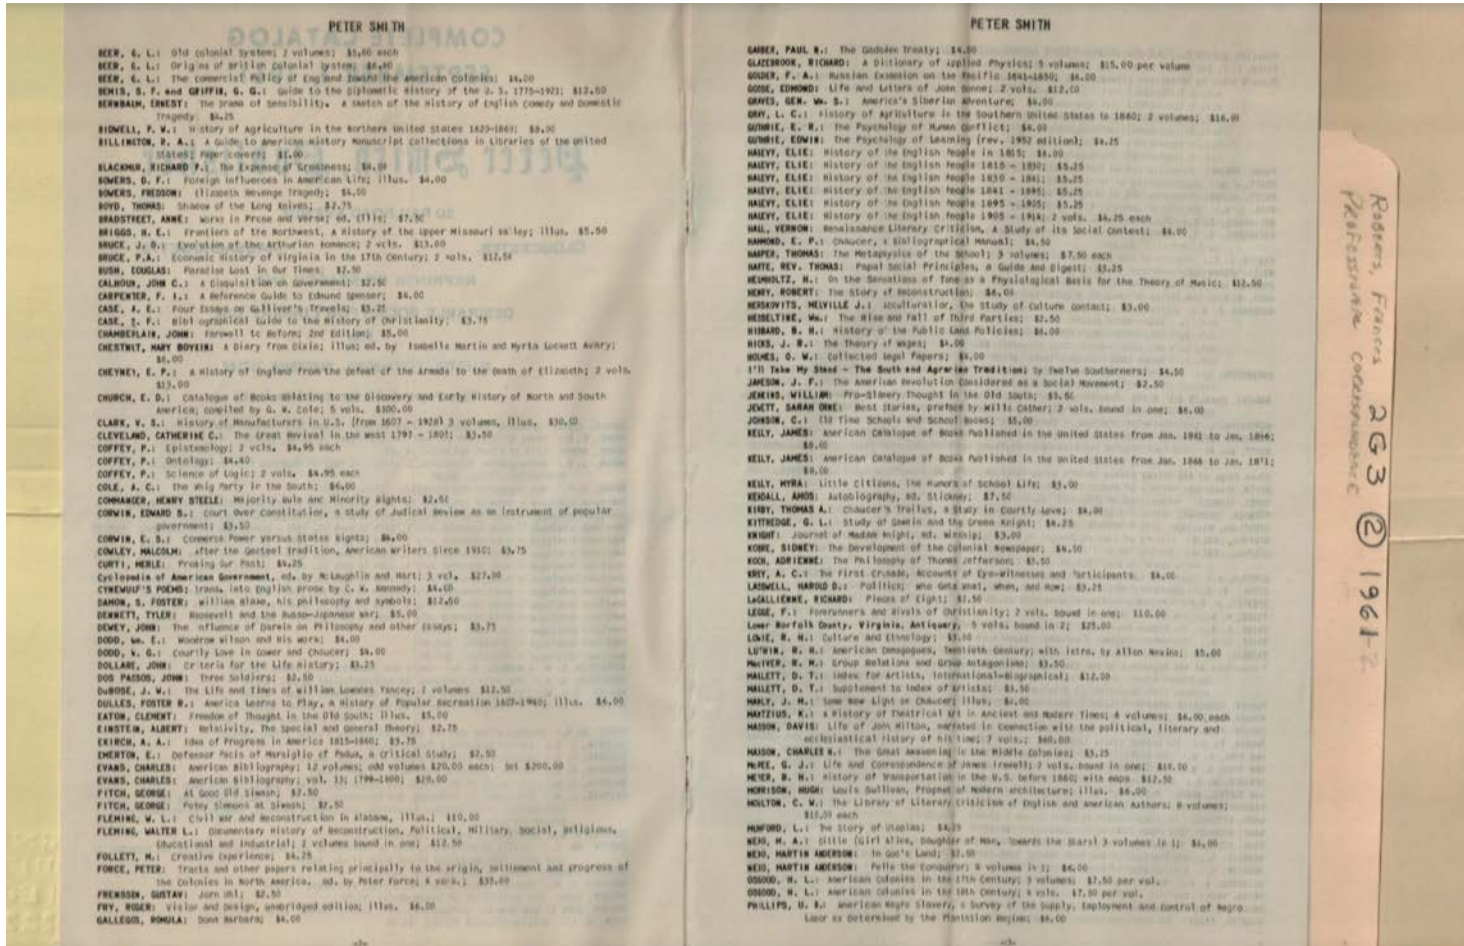 PETER SMITH
BEER, G. L.: Old colonial System; 2 volumes; $5.00 each
BEER, G. L.: Origins of British Colonial System; $6.00
BEER, G. L.: The Commercial Policy of England Toward the American Colonies; $4.00
BEMIS, S. F. and GRIFFIN, G. G.: Guide to the Diplomatic History of the U. S. 1775-1921; $12.50
BERNBAUM, ERNEST: The Drama of Sensibility. A Sketch of the History of English Comedy and Domestic
Tragedy; $4.25
BIDWELL, P. W.: History of Agriculture in the Northern United States 1620-1860; $8.00
BILLINGTON, R. A.: A Guide to American History Manuscript Collections in Libraries of the United
States; Paper covers; $1.00
BLACKMUR, RICHARD P.: The Expense of Greatness; $4.00
BOWERS, D. F.: Foreign Influences in American Life; illus. $4.00
BOWERS, FREDSON: Elizabeth Revenge Tragedy; $4.00
BOYD, THOMAS: Shadow of the Long Knives; $2.75
BRADSTREET, ANNE: Works in Prose and Verse; ed. Ellis; $7.50
BRIGGS, H. E.: Frontiers of the Northwest, A History of the Upper Missouri Valley; illus. $5.50
BRUCE, J. D.: Evolution of the Arthurian Romance; 2 vols. $15.00
BRUCE, P.A.: Economic History of Virginia in the 17th Century; 2 vols. $12.50
BUSH, DOUGLAS: Paradise Lost in Our Times; $2.50
CALHOUN, JOHN C.: A Disquisition on Government; $2.50
CARPENTER, F. I.: A Reference Guide to Edmund Spenser; $4.00
CASE, A. E.: Four Essays on Gulliver's Travels; $3.25
CASE, S. F.: Bibliographical Guide to the History of Christianity; $3.75
CHAMBERLAIN, JOHN: Farewell to Reform; 2nd Edition; $5.00
CHESTNUT, MARY BOYKIN: A Diary from Dixie; illus; ed. by Isabella Martin and Myrta Lockett Avary;
$6.00
CHEYNEY, E. P.: A History of England from the Defeat of the Armada to the Death of Elizabeth; 2 vols.
$15.00
CHURCH, E. D.: Catalogue of Books Relating to the Discovery and Early History of North and South
America; compiled by G. W. Cole; 5 vols. $100.00
CLARK, V. S.: History of Manufacturers in U.S. (from 1607 - 1928) 3 volumes, illus. $30.00
CLEVELAND, CATHERINE C.: The Great Revival in the West 1797 - 1805; $3.50
COFFEY, P.: Epistemology; 2 vols. $4.95 each
COFFEY, P.: Ontology; $4.40
COFFEY, P.: Science of Logic; 2 vols. $4.95 each
COLE, A. C.: The Whig Party in the South; $6.00
COMMANGER, HENRY STEELE: Majority Rule and Minority Rights; $2.50
CORWIN, EDWARD S.: Court Over Constitution, a study of Judical Review as an instrument of popular
government; $3.50
CORWIN, E. S.: Commerce Power versus States Rights; $4.00
COWLEY, MALCOLM: After the Genteel Tradition, American Writers Since 1910; $3.75
CURTI, MERLE: Probing Our Past; $4.25
Cyclopedia of American Government, ed. by McLaughlin and Hart; 3 vol. $27.00
CYNEWULF'S POEMS: trans. into English prose by C. W. Kennedy; $4.00
DAMON, S. FOSTER: William Blake, his philosophy and symbols; $12.50
DENNETT, TYLER: Roosevelt and the Russo-Japanese War; $5.00
DEWEY, JOHN: The Influence of Darwin on Philosophy and other Essays; $3.75
DODD, Wm. E.: Woodrow Wilson and His Work; $4.00
DODD, W. G.: Courtly Love in Gower and Chaucer; $4.00
DOLLARD, JOHN: Criteria for the Life History; $3.25
DOS PASSOS, JOHN: Three Soldiers; $2.50
DuBOSE, J. W.: The Life and Times of William Lowndes Yancey; 2 volumes $12.50
DULLES, FOSTER R.: America Learns to Play, a History of Popular Recreation 1607-1940; illus. $6.00
EATON, CLEMENT: Freedom of Thought in the Old South; illus. $5.00
EINSTEIN, ALBERT: Relativity, The Special and General Theory; $2.75
EKIRCH, A. A.: Idea of Progress in America 1815-1860; $3.75
EMERTON, E.: Defensor Pacis of Marsiglio of Padua, a Critical Study; $2.50
EVANS, CHARLES: American Bibliography; 12 volumes; odd volumes $20.00 each; Set $200.00
EVANS, CHARLES: American Bibliography; vol. 13; 1799-1800; $20.00
FITCH, GEORGE: At Good Old Siwash; $2.50
FITCH, GEORGE: Petey Simmons at Siwash; $2.50
FLEMING, W. L.: Civil War and Reconstruction in Alabama, illus.; $10.00
FLEMING, WALTER L.: Documentary History of Reconstruction, Political, Military, Social, Religious,
Educational and Industrial; 2 volumes bound in one; $12.50
FOLLETT, M.: Creative Experience; $4.25
FORCE, PETER: Tracts and other papers relating principally to the origin, settlement and progress of
the Colonies in North America. ed. by Peter Force; 4 vols.; $35.00
FRENSSEN, GUSTAV: Jorn Uhl; $2.50
FRY, ROGER: Vision and Design, unabridged edition; illus. $6.00
GALLEGOS, ROMULA: Dona Barbara; $4.00
PETER SMITH
GARBER, PAUL N.: The Gadsden Treaty; $4.00
GLAZEBROOK, RICHARD: A Dictionary of Applied Physics; 5 volumes; $15.00 per volume
GOLDER, F. A.: Russian Expansion on the Pacific 1641-1850; $6.00
GOSSE, EDMOND: Life and Letters of John Donne; 2 vols. $12.00
GRAVES, GEN. Wm. S.: America's Siberian Adventure; $4.00
GRAY, L. C.: History of Agriculture in the Southern United States to 1860; 2 volumes; $16.00
GUTHRIE, E. R.: The Psychology of Human Conflict; $4.00
GUTHRIE, EDWIN: The Psychology of Learning (rev. 1952 edition); $4.25
HALEVY, ELIE: History of the English People in 1815; $6.00
HALEVY, ELIE: History of the English People 1815 - 1830; $5.25
HALEVY, ELIE: History of the English People 1830 - 1841; $5.25
HALEVY, ELIE: History of the English People 1841 - 1895; $5.25
HALEVY, ELIE: History of the English People 1895 - 1905; $5.25
HALEVY, ELIE: History of the English People 1905 - 1914; 2 vols. $4.25 each
HALL, VERNON: Renaissance Literary Criticism, A Study of its Social Contest; $4.00
HAMMOND, E. P.: Chaucer, a Bibliographical Manual; $6.50
HARPER, THOMAS: The Metaphysics of the School; 3 volumes; $7.50 each
HARTE, REV. THOMAS: Papal Social Principles, a Guide and Digest; $3.25
HELMHOLTZ, H.: On the Sensations of Tone as a Physiological Basis for the Theory of Music; $12.50
HENRY, ROBERT: The Story of Reconstruction; $6.00
HERSKOVITS, MELVILLE J.: Acculturation, the Study of Culture Contact; $3.00
HESSELTINE, Wm.: The Rise and Fall of Third Parties; $2.50
HIBBARD, B. H.: History of the Public Land Policies; $6.00
HICKS, J. R.: The Theory of Wages; $4.00
HOLMES, O. W.: Collected Legal Papers; $4.00
I'll Take My Stand - The South and Agrarian Tradition; by Twelve Southerners; $4.50
JAMESON, J. F.: The American Revolution Considered as a Social Movement; $2.50
JENKINS, WILLIAM: Pro-Slavery Thought in the Old South; $3.50
JEWETT, SARAH ORNE: Best Stories, preface by Willa Cather; 2 vols. bound in one; $6.00
JOHNSON, C.: Old Time Schools and School Books; $5.00
KELLY, JAMES: American Catalogue of Books Published in the United States from Jan. 1861 to Jan. 1866;
$8.00
KELLY, JAMES: American Catalogue of Books Published in the United States from Jan. 1866 to Jan. 1871;
$8.00
KELLY, MYRA: Little Citizens, the Humors of School Life; $3.00
KENDALL, AMOS: Autobiography, ed. Stickney; $7.50
KIRBY, THOMAS A.: Chaucer's Troilus, a Study in Courtly Love; $4.00
KITTREDGE, G. L.: Study of Gawain and the Green Knight; $4.25
KNIGHT: Journal of Madam Knight, ed. Winship; $3.00
KOBRE, SIDNEY: The Development of the Colonial Newspaper; $4.50
KOCH, ADRIENNE: The Philosophy of Thomas Jefferson; $3.50
KREY, A. C.: The First Crusade, Accounts of Eye-Witnesses and Participants. $4.00
LASSWELL, HAROLD D.: Politics; Who Gets What, When, and How; $3.25
LeGALLIENNE, RICHARD: Pieces of Eight; $2.50
LEGGE, F.: Forerunners and Rivals of Christianity; 2 vols. bound in one; $10.00
Lower Norfolk County, Virginia, Antiquary, 5 vols. bound in 2; $25.00
LOWIE, R. H.: Culture and Ethnology; $3.00
LUTHIN, R. H.: American Demagogues, Twentieth Century; with intro. by Allan Nevins; $5.00
MacIVER, R. M.: Group Relations and Group Antagonisms; $3.50
MALLETT, D. T.: Index for Artists, International-Biographical; $12.00
MALLETT, D. T.: Supplement to Index of Artists; $3.50
MANLY, J. M.: Some New Light on Chaucer; illus. $4.00
MANTZIUS, K.: A History of Theatrical Art in Ancient and Modern Times; 6 volumes; $6.00 each
MASSON, DAVIS: Life of John Milton, narrated in connection with the political, literary and
ecclesiastical history of his time; 7 vols.; $60.00
MAXSON, CHARLES H.: The Great Awakening in the Middle Colonies; $3.25
McREE, G. J.: Life and Correspondence of James Iredell; 2 vols. bound in one; $10.00
MEYER, B. H.: History of Transportation in the U.S. before 1860; with maps $12.50
MORRISON, HUGH: Louis Sullivan, Prophet of Modern Architecture; illus. $6.00
MOULTON, C. W.: The Library of Literary Criticism of English and American Authors; 8 volumes;
$10.00 each
MUMFORD, L.: The Story of Utopias; $4.25
NEXO, M. A.: Ditte (Girl Alive, Daughter of Man, Towards the Stars) 3 volumes in 1; $6.00
NEXO, MARTIN ANDERSON: In God's Land; $2.50
NEXO, MARTIN ANDERSON: Pelle the Conqueror; 4 volumes in 1; $6.00
OSGOOD, H. L.: American Colonies in the 17th Century; 3 volumes; $7.50 per vol.
OSGOOD, H. L.: American Colonies in the 18th Century; 4 vols. $7.50 per vol.
PHILLIPS, U. B.: American Negro Slavery, a Survey of the Supply, Employment and Control of Negro
Labor as Determined by the Plantation Regime; $6.00
Robbers, Frances 2G3 ② 1961-2
Professional correspondence